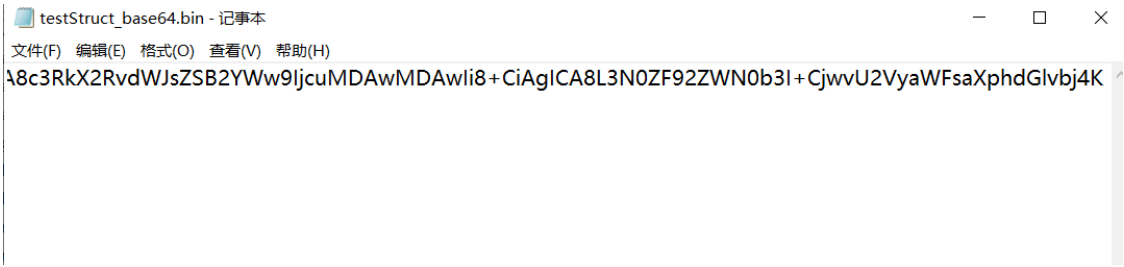 testStruct_base64.bin - 记事本
文件(F) 编辑(E) 格式(O) 查看(V) 帮助(H)
A8c3RkX2RvdWJsZSB2YWw9IjcuMDAwMDAwIi8+CiAgICA8L3N0ZF92ZWN0b3I+CjwvU2VyaWFsaXphdGlvbj4K